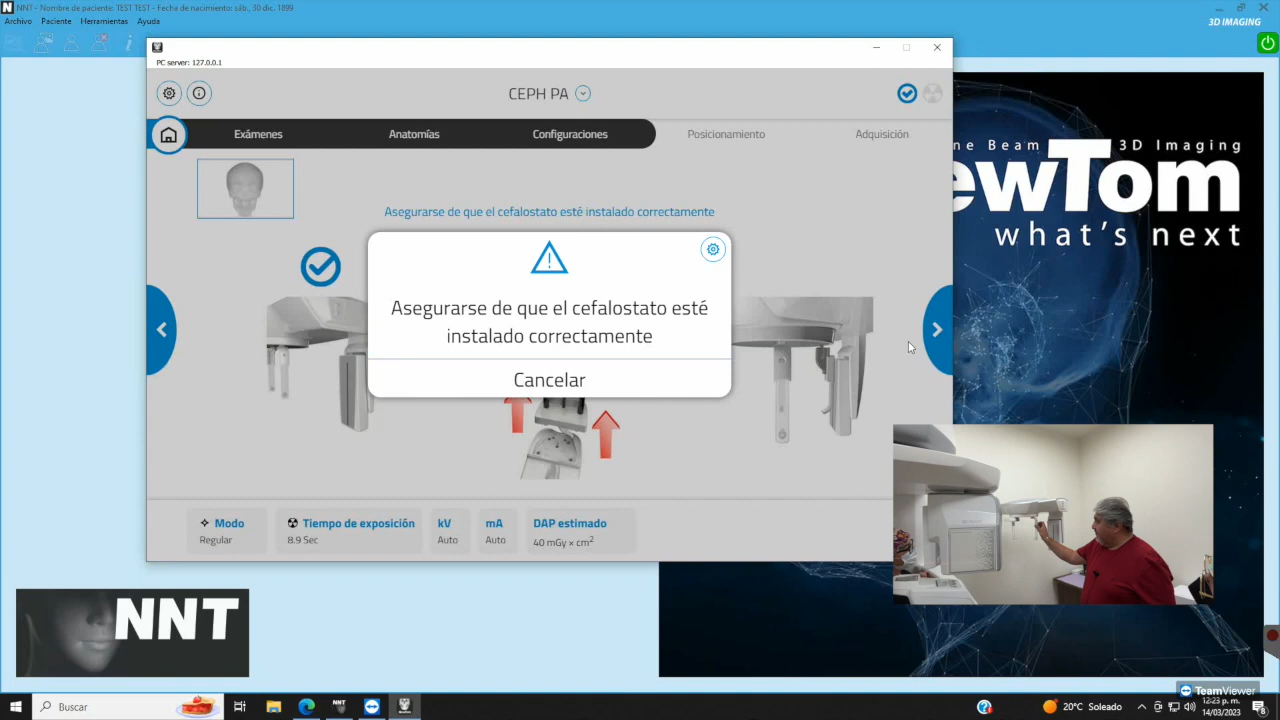 NNT - Nombre de paciente: TEST TEST - Fecha de nacimiento: sáb., 30 dic. 1899
Archivo Paciente Herramientas Ayuda
3D IMAGING
PC server: 127.0.0.1
CEPH PA
Exámenes Anatomías Configuraciones Posicionamiento Adquisición
Asegurarse de que el cefalostato esté instalado correctamente
Asegurarse de que el cefalostato esté
instalado correctamente
Cancelar
Modo
Regular
Tiempo de exposición
8.9 Sec
kV
Auto
mA
Auto
DAP estimado
40 mGy × cm²
ne Beam 3D Imaging
ewTom
what's next
NNT
TeamViewer
Buscar
NNT
20°C Soleado
12:23 p. m.
14/03/2023
8